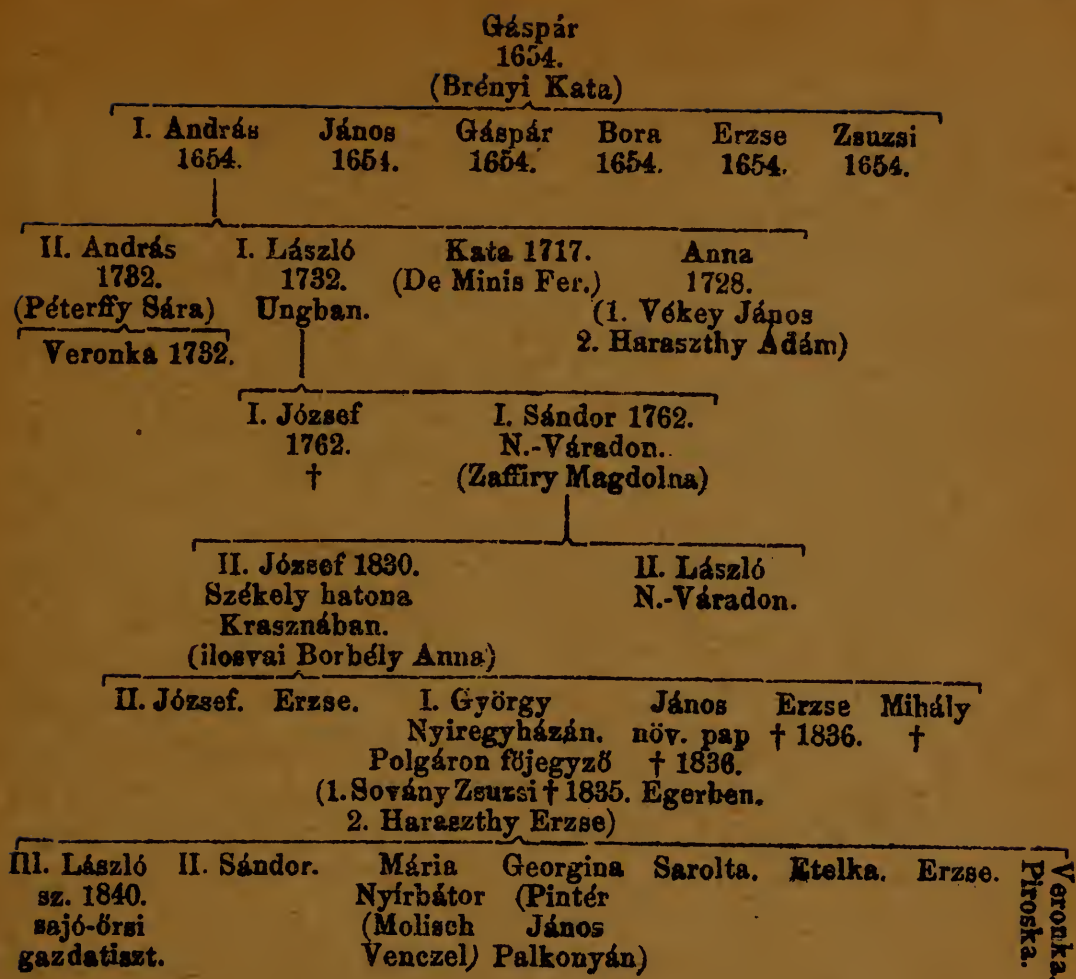 Gáspár
1654.
(Brényi Kata)
I. András János Gáspár Bora Erzse Zsuzsi
1654. 1654. 1654. 1654. 1654. 1654.
II. András I. László Kata 1717. Anna
1732. 1732. (De Minis Fer.) 1728.
(Péterffy Sára) Ungban. (1. Vékey János
Veronka 1732. 2. Haraszthy Ádám)
I. József I. Sándor 1762.
1762. N.-Váradon.
† (Zaffiry Magdolna)
II. József 1830. II. László
Székely hatona N.-Váradon.
Krasznában.
(ilosvai Borbély Anna)
II. József. Erzse. I. György János Erzse Mihály
Nyiregyházán. növ. pap † 1836. †
Polgáron főjegyző † 1836.
(1. Sovány Zsuzsi † 1835. Egerben.
2. Haraszthy Erzse)
III. László II. Sándor. Mária Georgina Sarolta. Etelka. Erzse. Veronka.
sz. 1840. Nyírbátor (Pintér Piroska.
sajó-örsi (Molisch János
gazdatiszt. Venczel) Palkonyán)